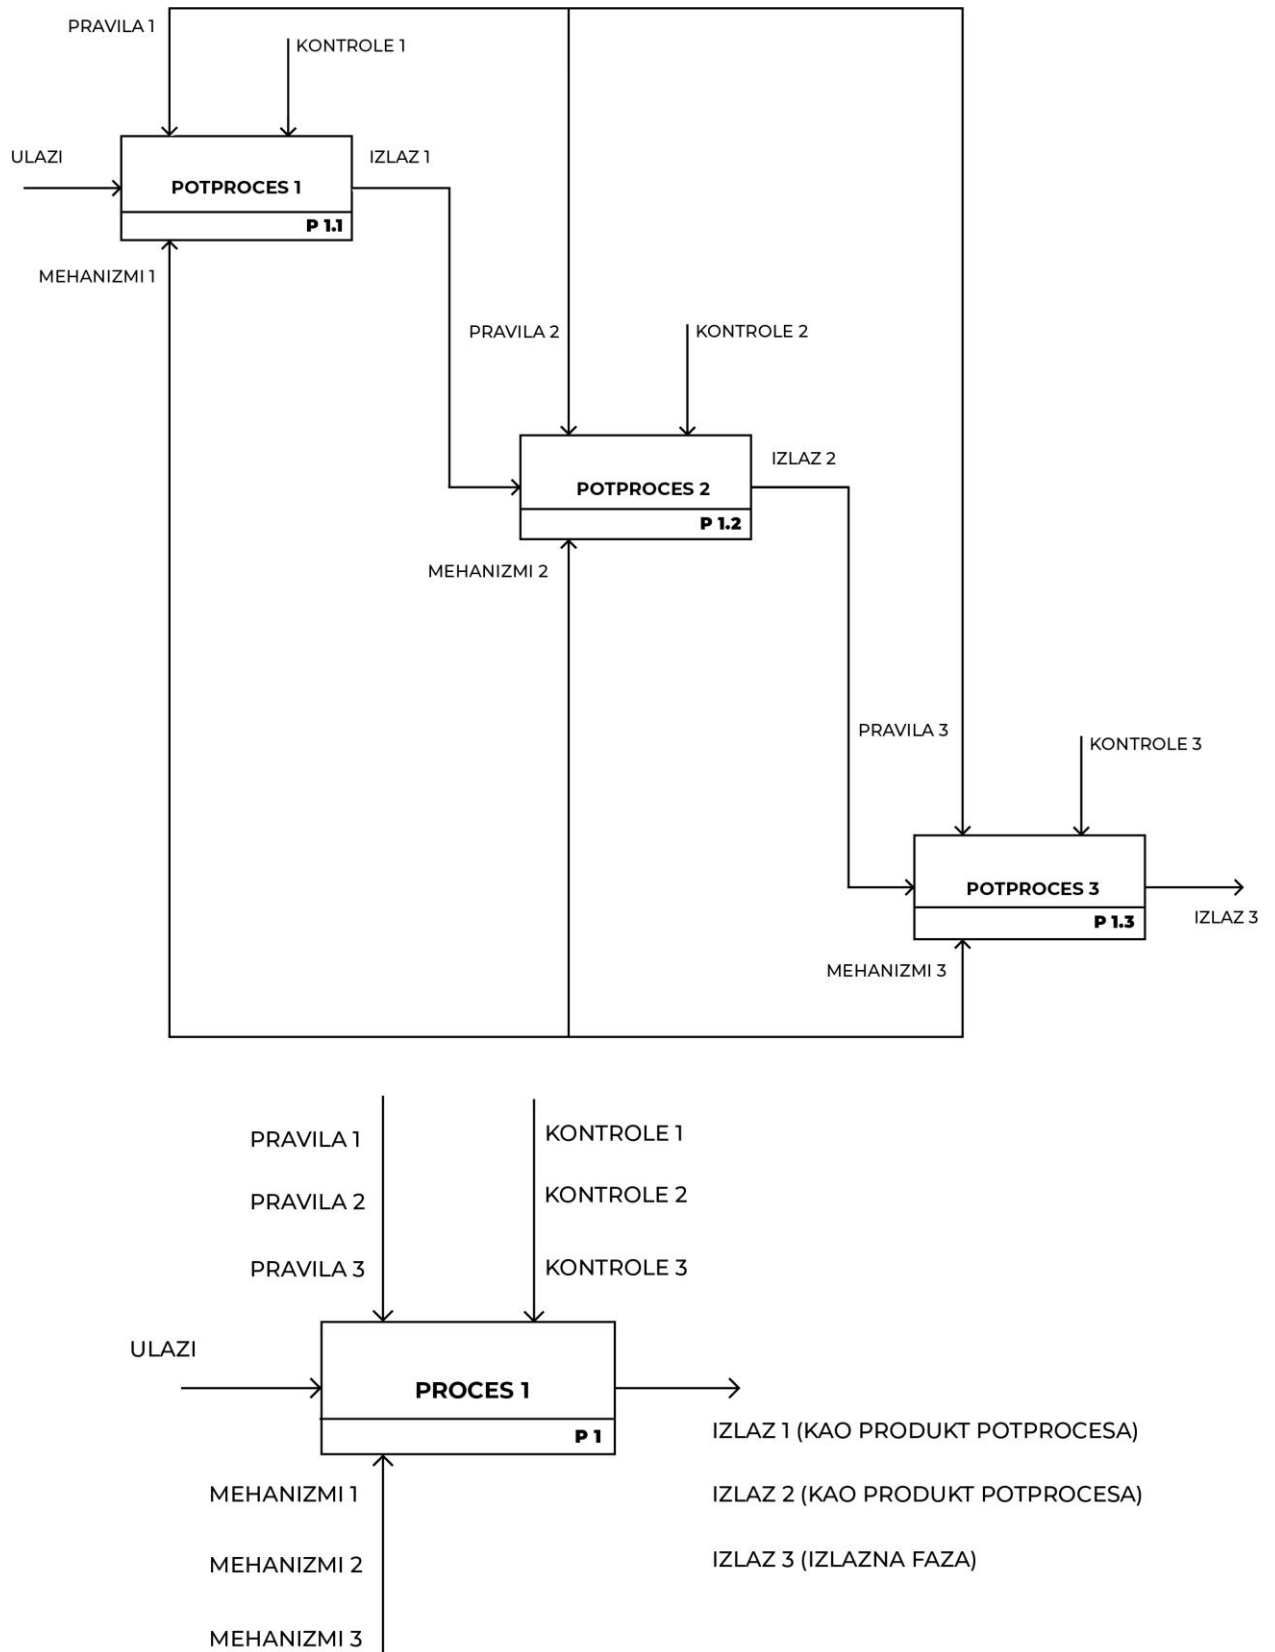 PRAVILA 1
KONTROLE 1
ULAZI
IZLAZ 1
POTPROCES 1
P 1.1
MEHANIZMI 1
PRAVILA 2
KONTROLE 2
IZLAZ 2
POTPROCES 2
P 1.2
MEHANIZMI 2
PRAVILA 3
KONTROLE 3
POTPROCES 3
P 1.3
IZLAZ 3
MEHANIZMI 3
PRAVILA 1
KONTROLE 1
PRAVILA 2
KONTROLE 2
PRAVILA 3
KONTROLE 3
ULAZI
PROCES 1
P 1
IZLAZ 1 (KAO PRODUKT POTPROCESA)
MEHANIZMI 1
IZLAZ 2 (KAO PRODUKT POTPROCESA)
MEHANIZMI 2
IZLAZ 3 (IZLAZNA FAZA)
MEHANIZMI 3